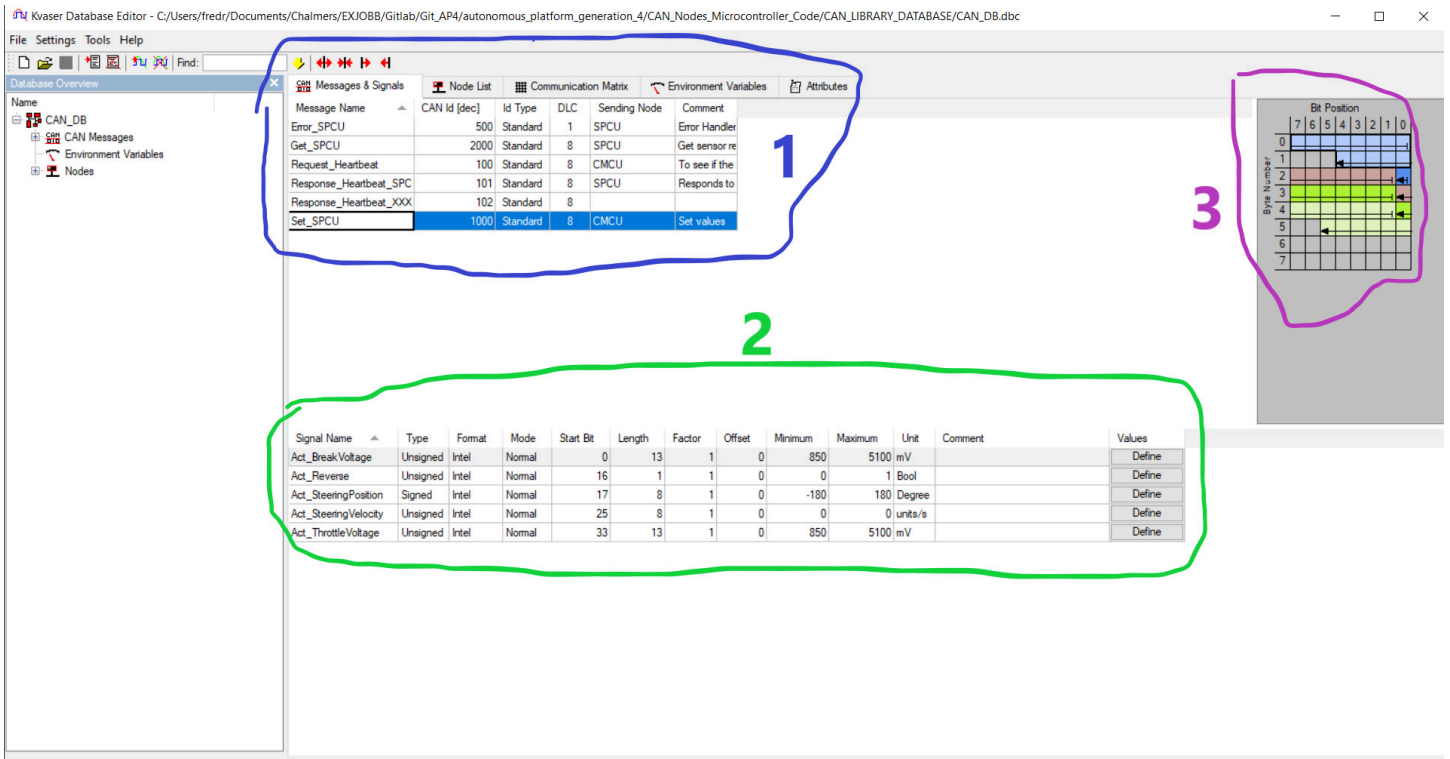 Kvaser Database Editor - C:/Users/fredr/Documents/Chalmers/EXJOBB/Gitlab/Git_AP4/autonomous_platform_generation_4/CAN_Nodes_Microcontroller_Code/CAN_LIBRARY_DATABASE/CAN_DB.dbc
File Settings Tools Help
Find:
Database Overview
Name
CAN_DB
CAN Messages
Environment Variables
Nodes
Messages & Signals Node List Communication Matrix Environment Variables Attributes
Message Name CAN Id [dec] Id Type DLC Sending Node Comment
Error_SPCU 500 Standard 1 SPCU Error Handler
Get_SPCU 2000 Standard 8 SPCU Get sensor re
Request_Heartbeat 100 Standard 8 CMCU To see if the
Response_Heartbeat_SPC 101 Standard 8 SPCU Responds to
Response_Heartbeat_XXX 102 Standard 8
Set_SPCU 1000 Standard 8 CMCU Set values
1
Bit Position
7 6 5 4 3 2 1 0
Byte Number
0
1
2
3
4
5
6
7
3
2
Signal Name Type Format Mode Start Bit Length Factor Offset Minimum Maximum Unit Comment Values
Act_BreakVoltage Unsigned Intel Normal 0 13 1 0 850 5100 mV Define
Act_Reverse Unsigned Intel Normal 16 1 1 0 0 1 Bool Define
Act_SteeringPosition Signed Intel Normal 17 8 1 0 -180 180 Degree Define
Act_SteeringVelocity Unsigned Intel Normal 25 8 1 0 0 0 units/s Define
Act_ThrottleVoltage Unsigned Intel Normal 33 13 1 0 850 5100 mV Define